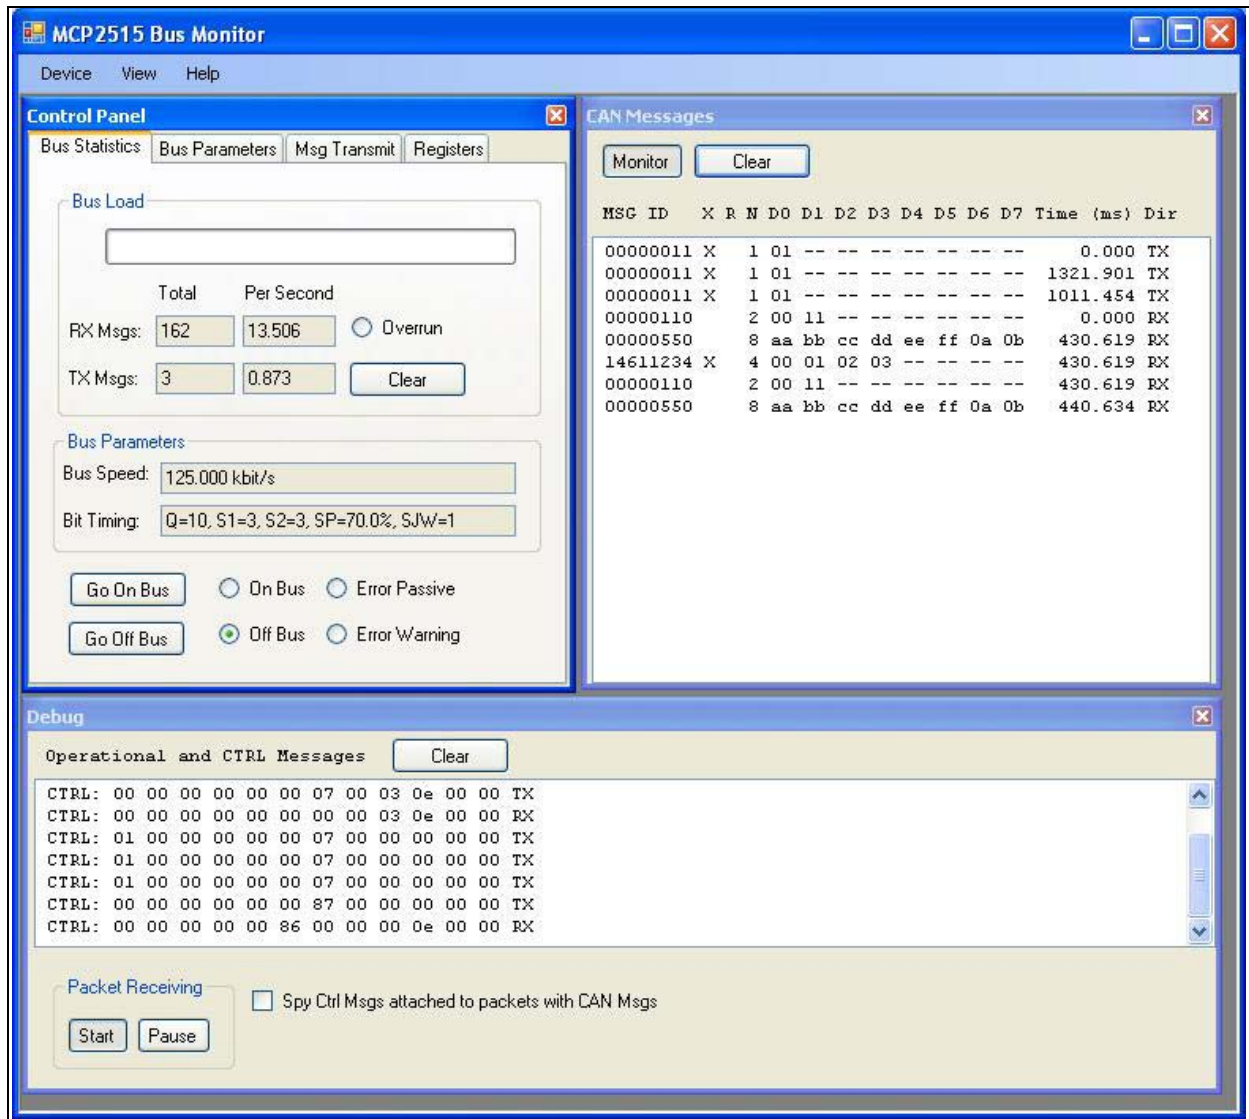 MCP2515 Bus Monitor
Device View Help
Control Panel
Bus Statistics Bus Parameters Msg Transmit Registers
Bus Load
Total Per Second
RX Msgs: 162 13.506 Overrun
TX Msgs: 3 0.873 Clear
Bus Parameters
Bus Speed: 125.000 kbit/s
Bit Timing: Q=10, S1=3, S2=3, SP=70.0%, SJW=1
Go On Bus On Bus Error Passive
Go Off Bus Off Bus Error Warning
CAN Messages
Monitor Clear
MSG ID X R N D0 D1 D2 D3 D4 D5 D6 D7 Time (ms) Dir
00000011 X 1 01 -- -- -- -- -- -- -- 0.000 TX
00000011 X 1 01 -- -- -- -- -- -- -- 1321.901 TX
00000011 X 1 01 -- -- -- -- -- -- -- 1011.454 TX
00000110 2 00 11 -- -- -- -- -- -- 0.000 RX
00000550 8 aa bb cc dd ee ff 0a 0b 430.619 RX
14611234 X 4 00 01 02 03 -- -- -- -- 430.619 RX
00000110 2 00 11 -- -- -- -- -- -- 430.619 RX
00000550 8 aa bb cc dd ee ff 0a 0b 440.634 RX
Debug
Operational and CTRL Messages Clear
CTRL: 00 00 00 00 00 00 07 00 03 0e 00 00 TX
CTRL: 00 00 00 00 00 00 00 00 03 0e 00 00 RX
CTRL: 01 00 00 00 00 00 07 00 00 00 00 00 TX
CTRL: 01 00 00 00 00 00 07 00 00 00 00 00 TX
CTRL: 01 00 00 00 00 00 07 00 00 00 00 00 TX
CTRL: 00 00 00 00 00 00 87 00 00 00 00 00 TX
CTRL: 00 00 00 00 00 86 00 00 00 0e 00 00 RX
Packet Receiving
Start Pause
Spy Ctrl Msgs attached to packets with CAN Msgs